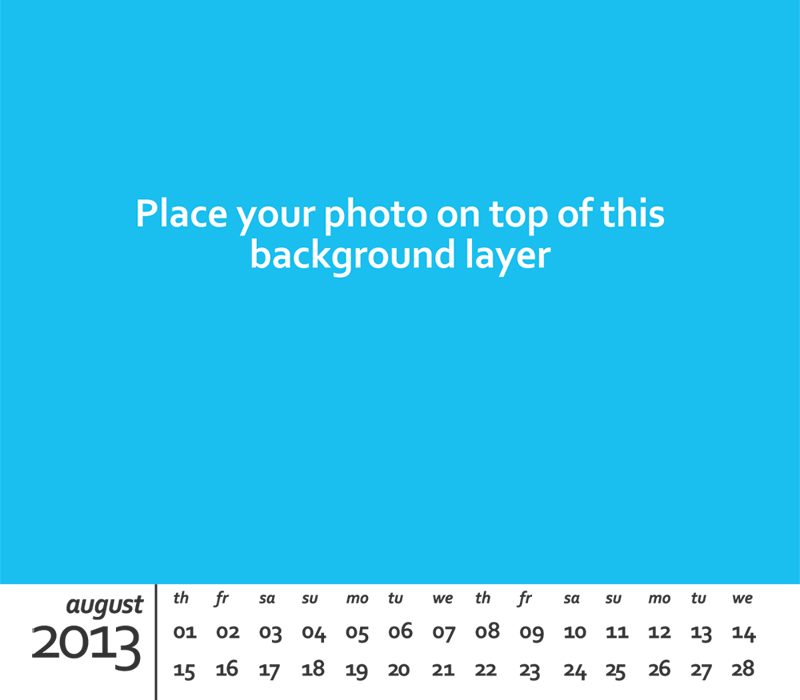 Place your photo on top of this
background layer
august
2013
th fr sa su mo tu we th fr sa su mo tu we
01 02 03 04 05 06 07 08 09 10 11 12 13 14
15 16 17 18 19 20 21 22 23 24 25 26 27 28